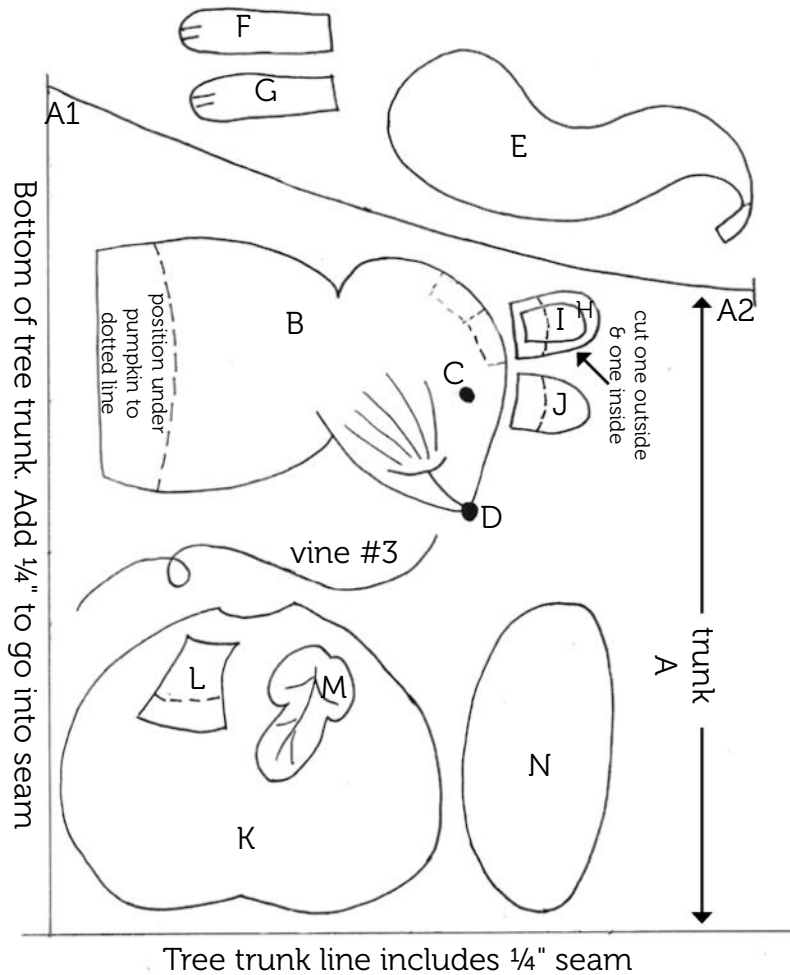 F
G
E
A1
A2
Bottom of tree trunk. Add ¼" to go into seam
B
position under
pumpkin to
dotted line
C
D
H
I
J
cut one outside
& one inside
vine #3
trunk
A
L
M
K
N
Tree trunk line includes ¼" seam